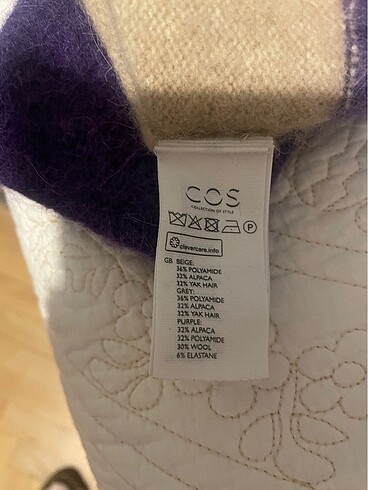 COS
COLLECTION OF STYLE
P
clevercare.info
GB BEIGE:
36% POLYAMIDE
32% ALPACA
32% YAK HAIR
GREY:
36% POLYAMIDE
32% ALPACA
32% YAK HAIR
PURPLE:
32% ALPACA
32% POLYAMIDE
30% WOOL
6% ELASTANE